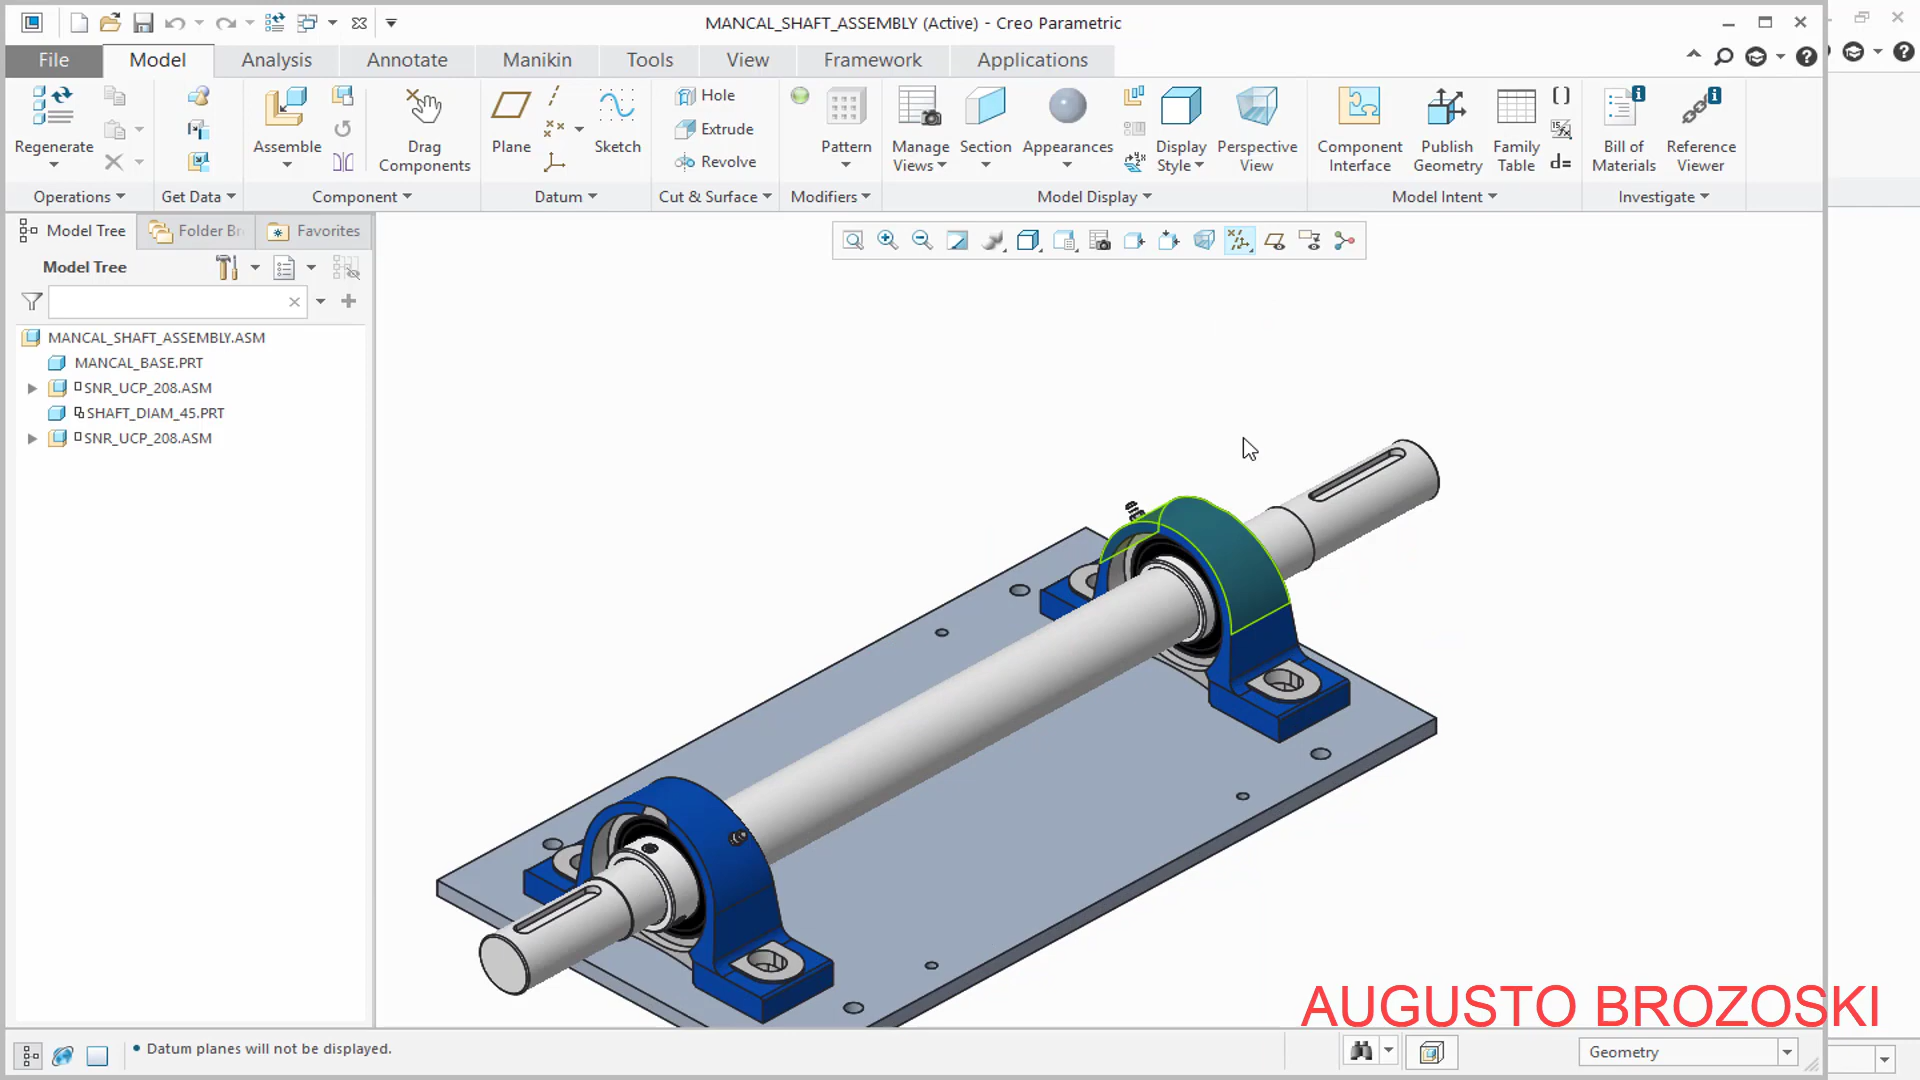 MANCAL_SHAFT_ASSEMBLY (Active) - Creo Parametric
File Model Analysis Annotate Manikin Tools View Framework Applications
Regenerate
Assemble
Drag Components
Plane
Sketch
Hole
Extrude
Revolve
Pattern
Manage Views
Section
Appearances
Display Style
Perspective View
Component Interface
Publish Geometry
Family Table
d=
Bill of Materials
Reference Viewer
Operations Get Data Component Datum Cut & Surface Modifiers Model Display Model Intent Investigate
Model Tree Folder Br Favorites
Model Tree
MANCAL_SHAFT_ASSEMBLY.ASM
MANCAL_BASE.PRT
SNR_UCP_208.ASM
SHAFT_DIAM_45.PRT
SNR_UCP_208.ASM
AUGUSTO BROZOSKI
• Datum planes will not be displayed.
Geometry